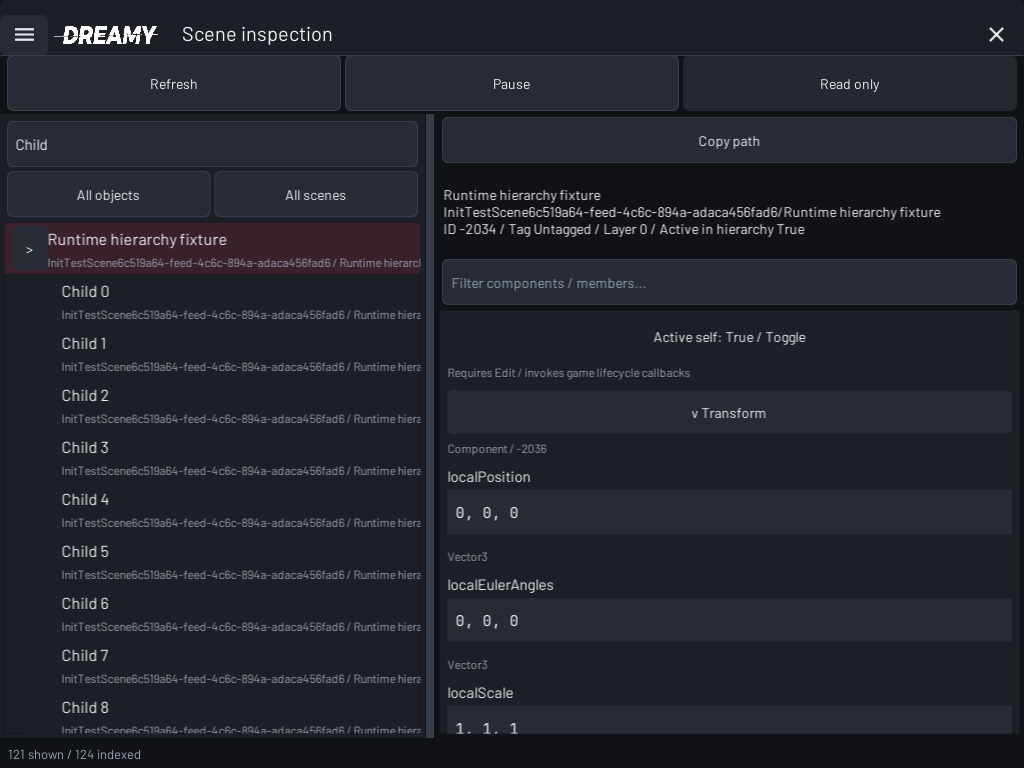 DREAMY Scene inspection
Refresh Pause Read only
Child
All objects All scenes
> Runtime hierarchy fixture
InitTestScene6c519a64-feed-4c6c-894a-adaca456fad6 / Runtime hierarch
Child 0
InitTestScene6c519a64-feed-4c6c-894a-adaca456fad6 / Runtime hiera
Child 1
InitTestScene6c519a64-feed-4c6c-894a-adaca456fad6 / Runtime hiera
Child 2
InitTestScene6c519a64-feed-4c6c-894a-adaca456fad6 / Runtime hiera
Child 3
InitTestScene6c519a64-feed-4c6c-894a-adaca456fad6 / Runtime hiera
Child 4
InitTestScene6c519a64-feed-4c6c-894a-adaca456fad6 / Runtime hiera
Child 5
InitTestScene6c519a64-feed-4c6c-894a-adaca456fad6 / Runtime hiera
Child 6
InitTestScene6c519a64-feed-4c6c-894a-adaca456fad6 / Runtime hiera
Child 7
InitTestScene6c519a64-feed-4c6c-894a-adaca456fad6 / Runtime hiera
Child 8
InitTestScene6c519a64-feed-4c6c-894a-adaca456fad6 / Runtime hiera
Copy path
Runtime hierarchy fixture
InitTestScene6c519a64-feed-4c6c-894a-adaca456fad6/Runtime hierarchy fixture
ID -2034 / Tag Untagged / Layer 0 / Active in hierarchy True
Filter components / members...
Active self: True / Toggle
Requires Edit / invokes game lifecycle callbacks
v Transform
Component / -2036
localPosition
0, 0, 0
Vector3
localEulerAngles
0, 0, 0
Vector3
localScale
1, 1, 1
121 shown / 124 indexed